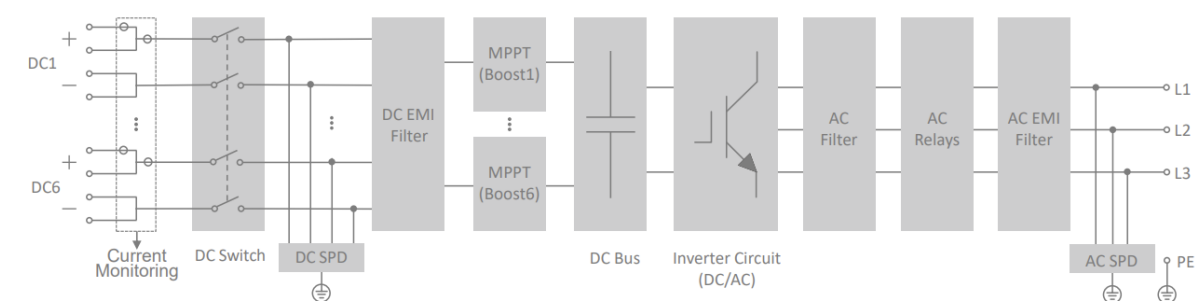 DC1
+
−
DC6
+
−
Current
Monitoring
DC Switch
DC SPD
DC EMI
Filter
MPPT
(Boost1)
MPPT
(Boost6)
DC Bus
Inverter Circuit
(DC/AC)
AC
Filter
AC
Relays
AC EMI
Filter
AC SPD
L1
L2
L3
PE